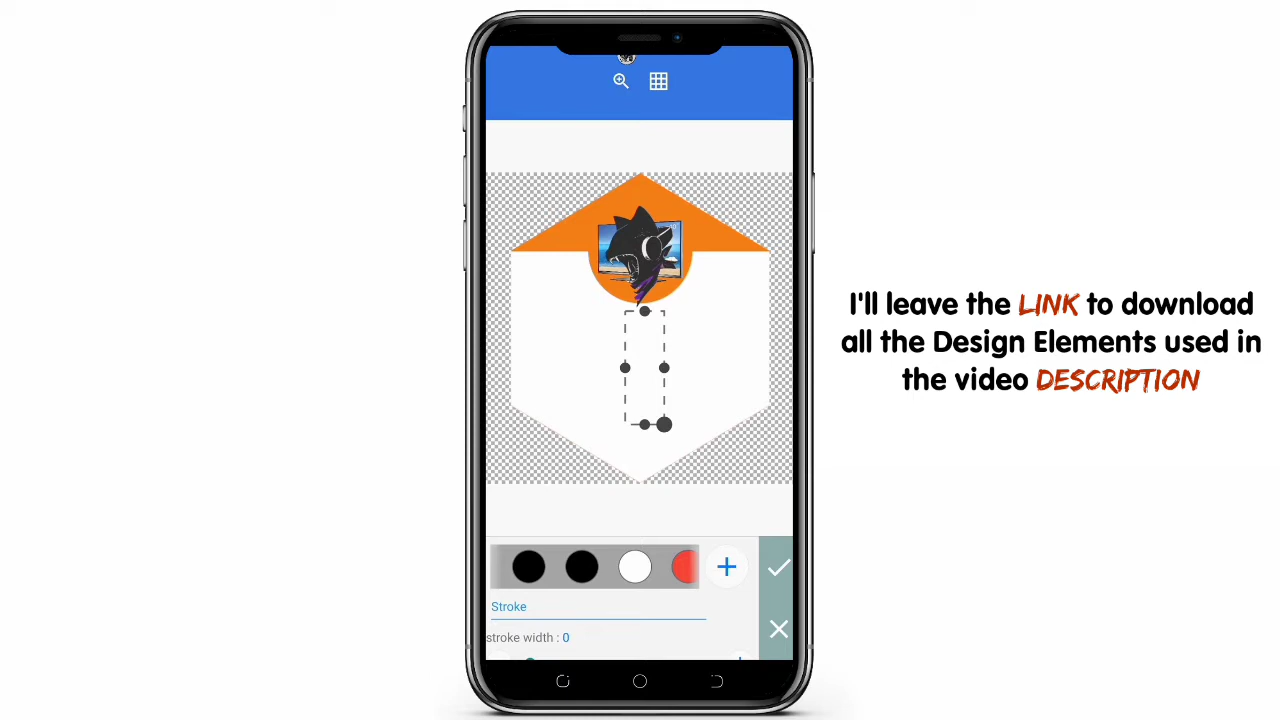 I'll leave the LINK to download
all the Design Elements used in
the video DESCRIPTION
Stroke
stroke width : 0